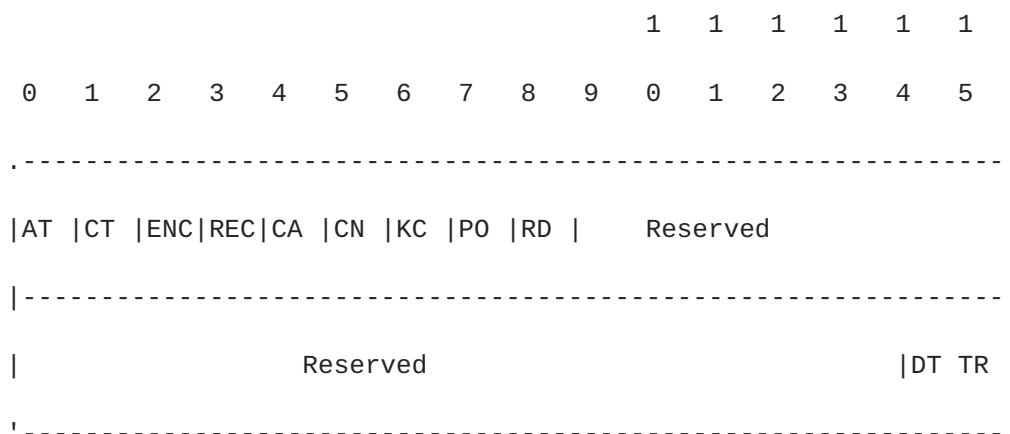 1   1   1   1   1   1
 0   1   2   3   4   5   6   7   8   9   0   1   2   3   4   5
.---------------------------------------------------------------
|AT |CT |ENC|REC|CA |CN |KC |PO |RD |    Reserved
|---------------------------------------------------------------
|                  Reserved                              |DT TR
'---------------------------------------------------------------